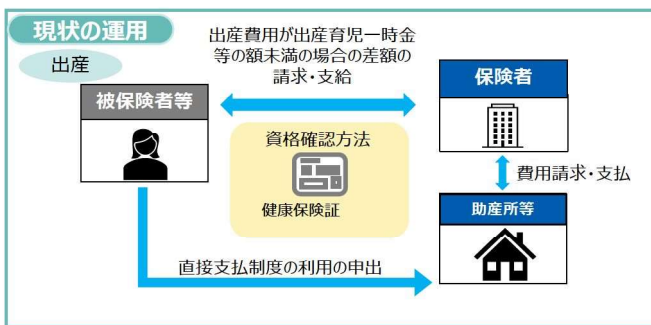 現状の運用
出産
出産費用が出産育児一時金
等の額未満の場合の差額の
請求・支給
被保険者等
保険者
資格確認方法
健康保険証
費用請求・支払
助産所等
直接支払制度の利用の申出